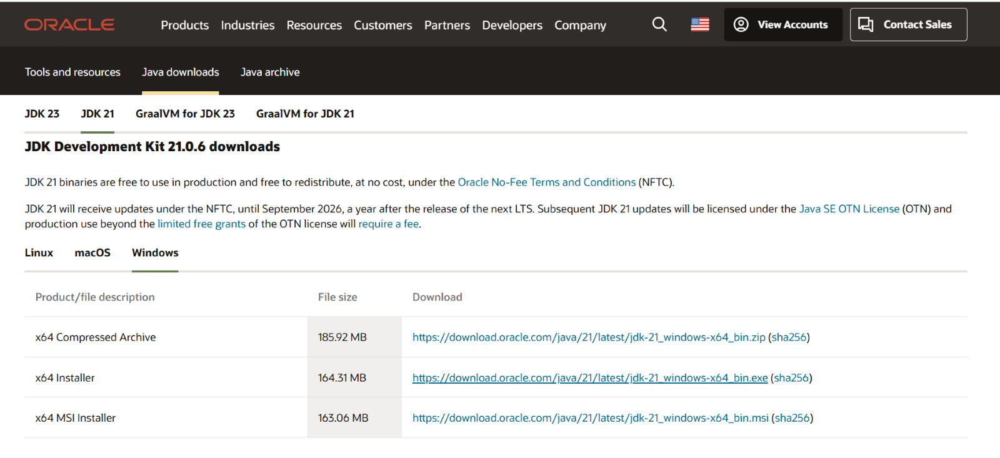 ORACLE Products Industries Resources Customers Partners Developers Company View Accounts Contact Sales
Tools and resources Java downloads Java archive
JDK 23 JDK 21 GraalVM for JDK 23 GraalVM for JDK 21
JDK Development Kit 21.0.6 downloads
JDK 21 binaries are free to use in production and free to redistribute, at no cost, under the Oracle No-Fee Terms and Conditions (NFTC).
JDK 21 will receive updates under the NFTC, until September 2026, a year after the release of the next LTS. Subsequent JDK 21 updates will be licensed under the Java SE OTN License (OTN) and
production use beyond the limited free grants of the OTN license will require a fee.
Linux macOS Windows
Product/file description File size Download
x64 Compressed Archive 185.92 MB https://download.oracle.com/java/21/latest/jdk-21_windows-x64_bin.zip (sha256)
x64 Installer 164.31 MB https://download.oracle.com/java/21/latest/jdk-21_windows-x64_bin.exe (sha256)
x64 MSI Installer 163.06 MB https://download.oracle.com/java/21/latest/jdk-21_windows-x64_bin.msi (sha256)